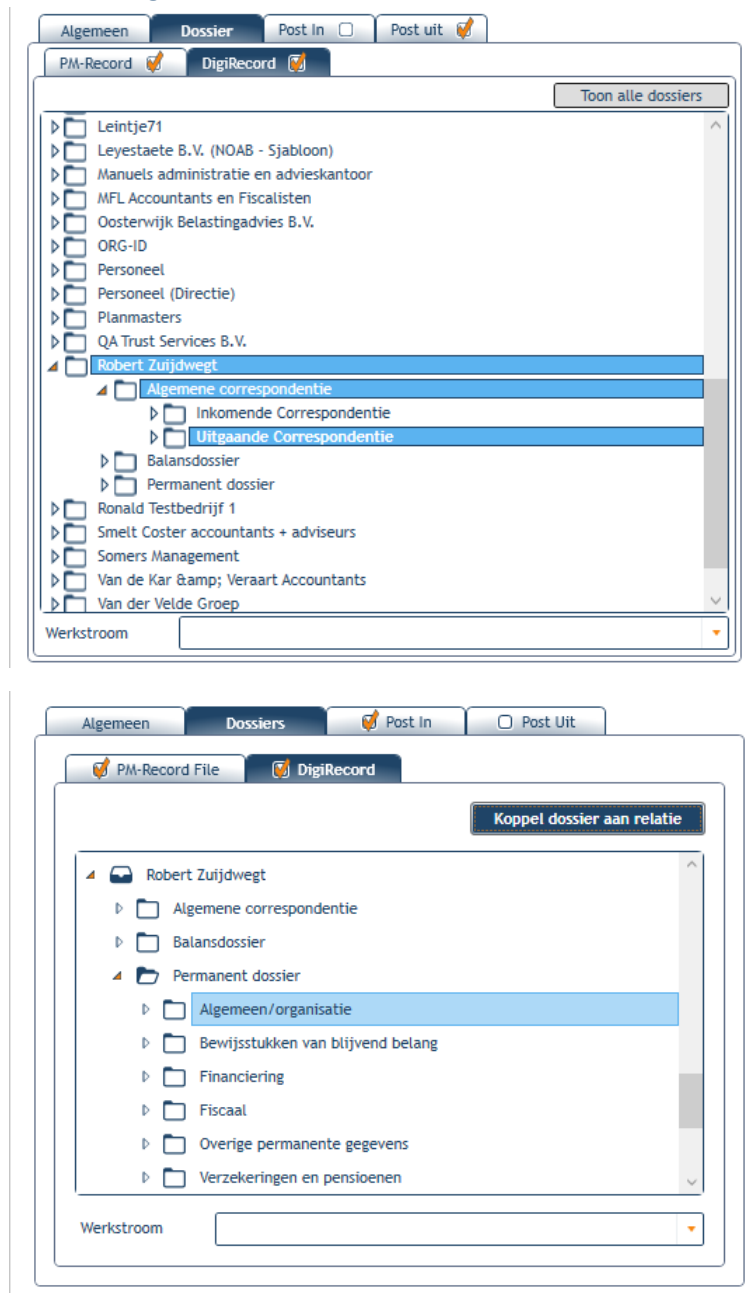 Algemeen Dossier Post In Post uit
PM-Record DigiRecord
Toon alle dossiers
Leintje71
Leyestaete B.V. (NOAB - Sjabloon)
Manuels administratie en advieskantoor
MFL Accountants en Fiscalisten
Oosterwijk Belastingadvies B.V.
ORG-ID
Personeel
Personeel (Directie)
Planmasters
QA Trust Services B.V.
Robert Zuijdwegt
Algemene correspondentie
Inkomende Correspondentie
Uitgaande Correspondentie
Balansdossier
Permanent dossier
Ronald Testbedrijf 1
Smelt Coster accountants + adviseurs
Somers Management
Van de Kar &amp; Veraart Accountants
Van der Velde Groep
Werkstroom
Algemeen Dossiers Post In Post Uit
PM-Record File DigiRecord
Koppel dossier aan relatie
Robert Zuijdwegt
Algemene correspondentie
Balansdossier
Permanent dossier
Algemeen/organisatie
Bewijsstukken van blijvend belang
Financiering
Fiscaal
Overige permanente gegevens
Verzekeringen en pensioenen
Werkstroom